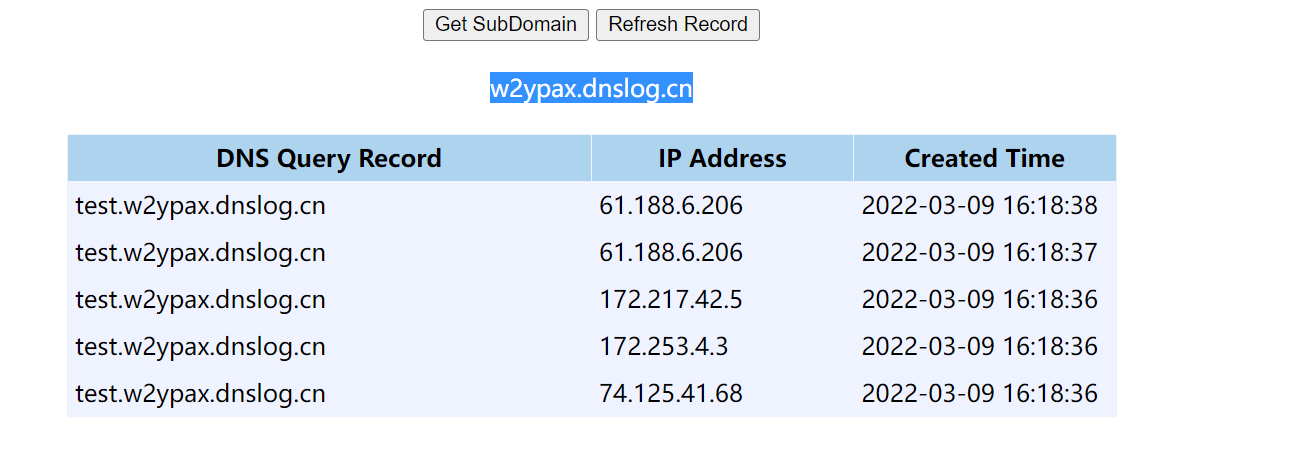 Get SubDomain Refresh Record
w2ypax.dnslog.cn
DNS Query Record IP Address Created Time
test.w2ypax.dnslog.cn 61.188.6.206 2022-03-09 16:18:38
test.w2ypax.dnslog.cn 61.188.6.206 2022-03-09 16:18:37
test.w2ypax.dnslog.cn 172.217.42.5 2022-03-09 16:18:36
test.w2ypax.dnslog.cn 172.253.4.3 2022-03-09 16:18:36
test.w2ypax.dnslog.cn 74.125.41.68 2022-03-09 16:18:36